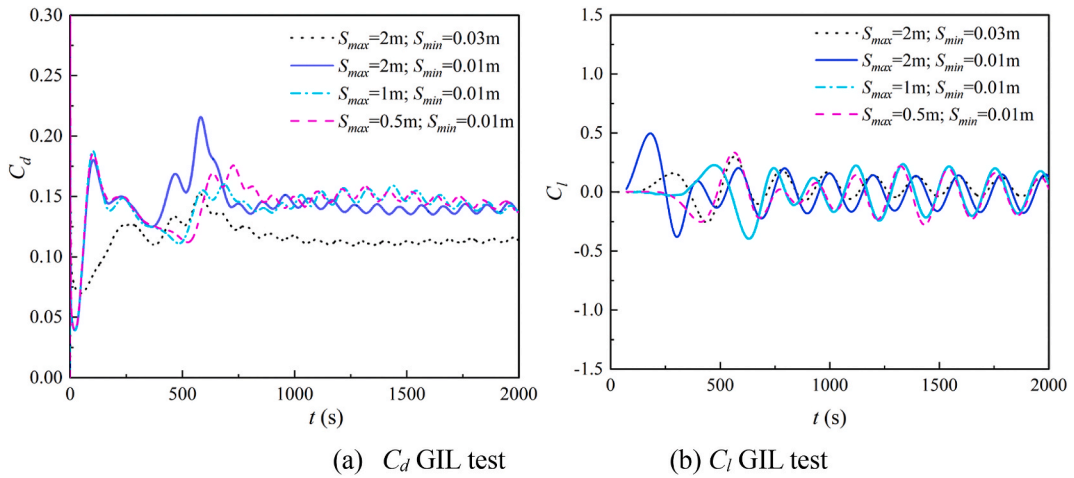 0.30
0.25
0.20
0.15
0.10
0.05
0.00
C_d
S_max=2m; S_min=0.03m
S_max=2m; S_min=0.01m
S_max=1m; S_min=0.01m
S_max=0.5m; S_min=0.01m
0 500 1000 1500 2000
t (s)
(a) C_d GIL test
1.5
1.0
0.5
0.0
-0.5
-1.0
-1.5
C_l
S_max=2m; S_min=0.03m
S_max=2m; S_min=0.01m
S_max=1m; S_min=0.01m
S_max=0.5m; S_min=0.01m
0 500 1000 1500 2000
t (s)
(b) C_l GIL test